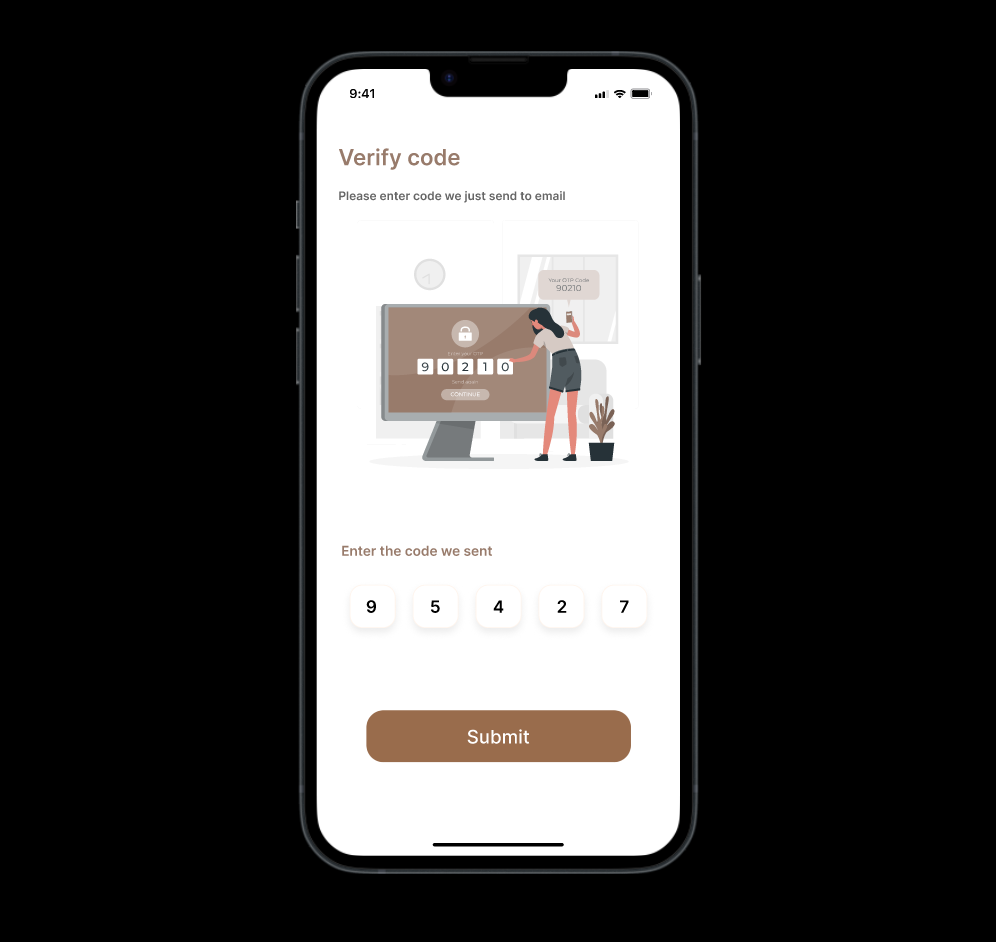 9:41
Verify code
Please enter code we just send to email
Your OTP Code
90210
Enter your OTP
9 0 2 1 0
Send again
CONTINUE
Enter the code we sent
9 5 4 2 7
Submit